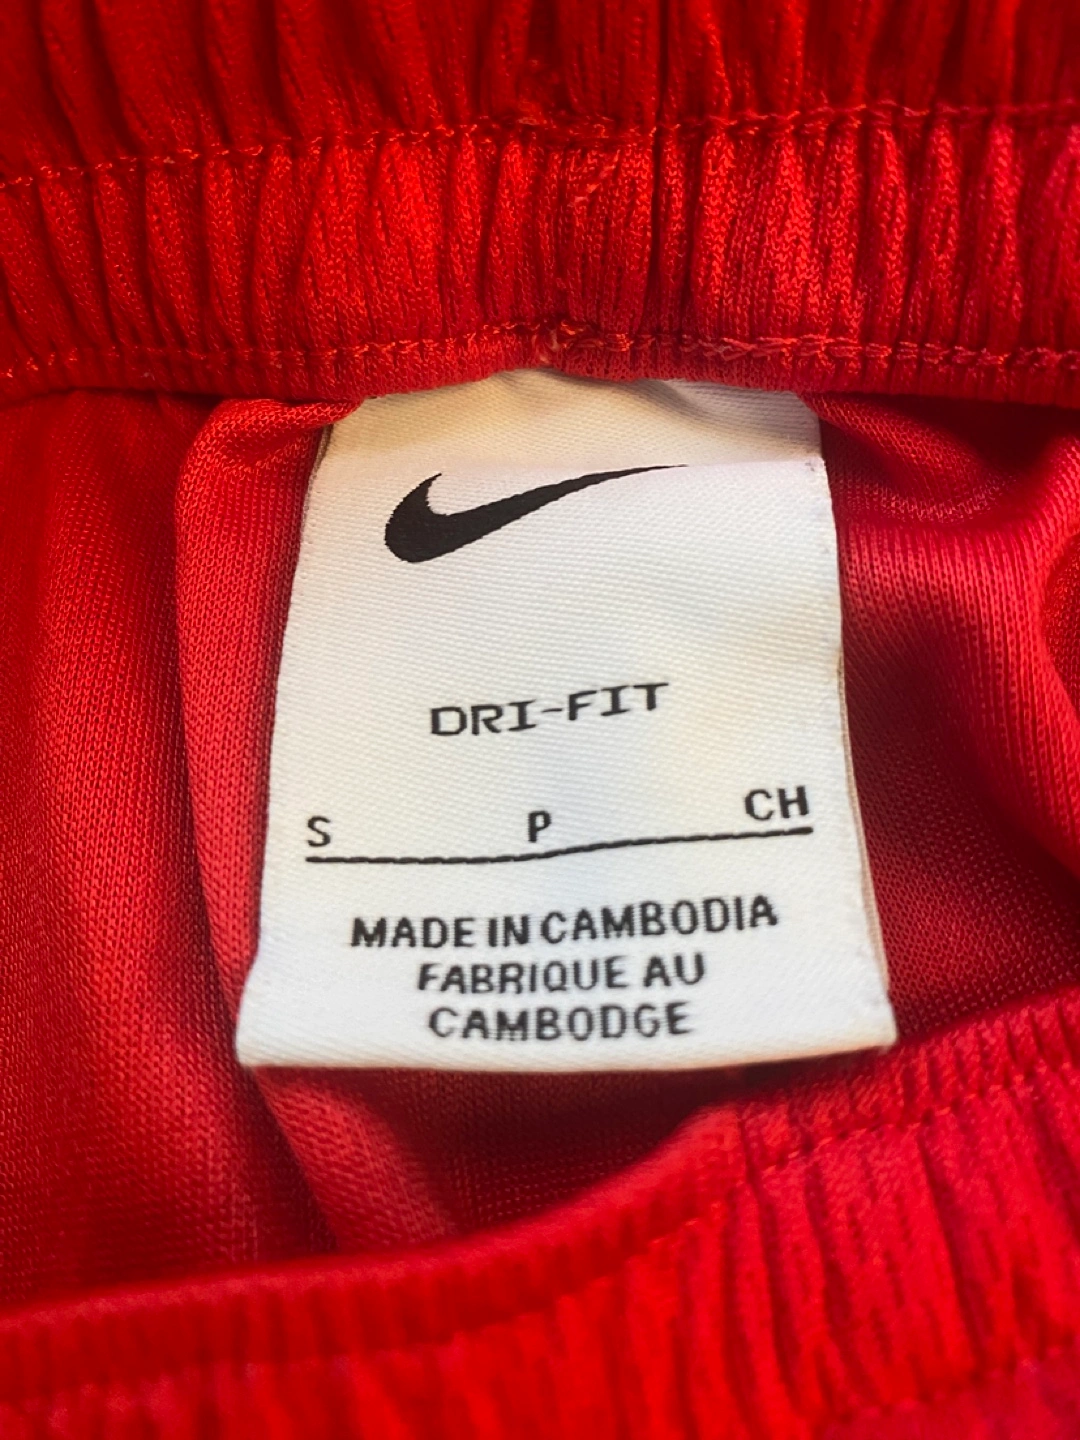 DRI-FIT
S P CH
MADE IN CAMBODIA
FABRIQUE AU
CAMBODGE